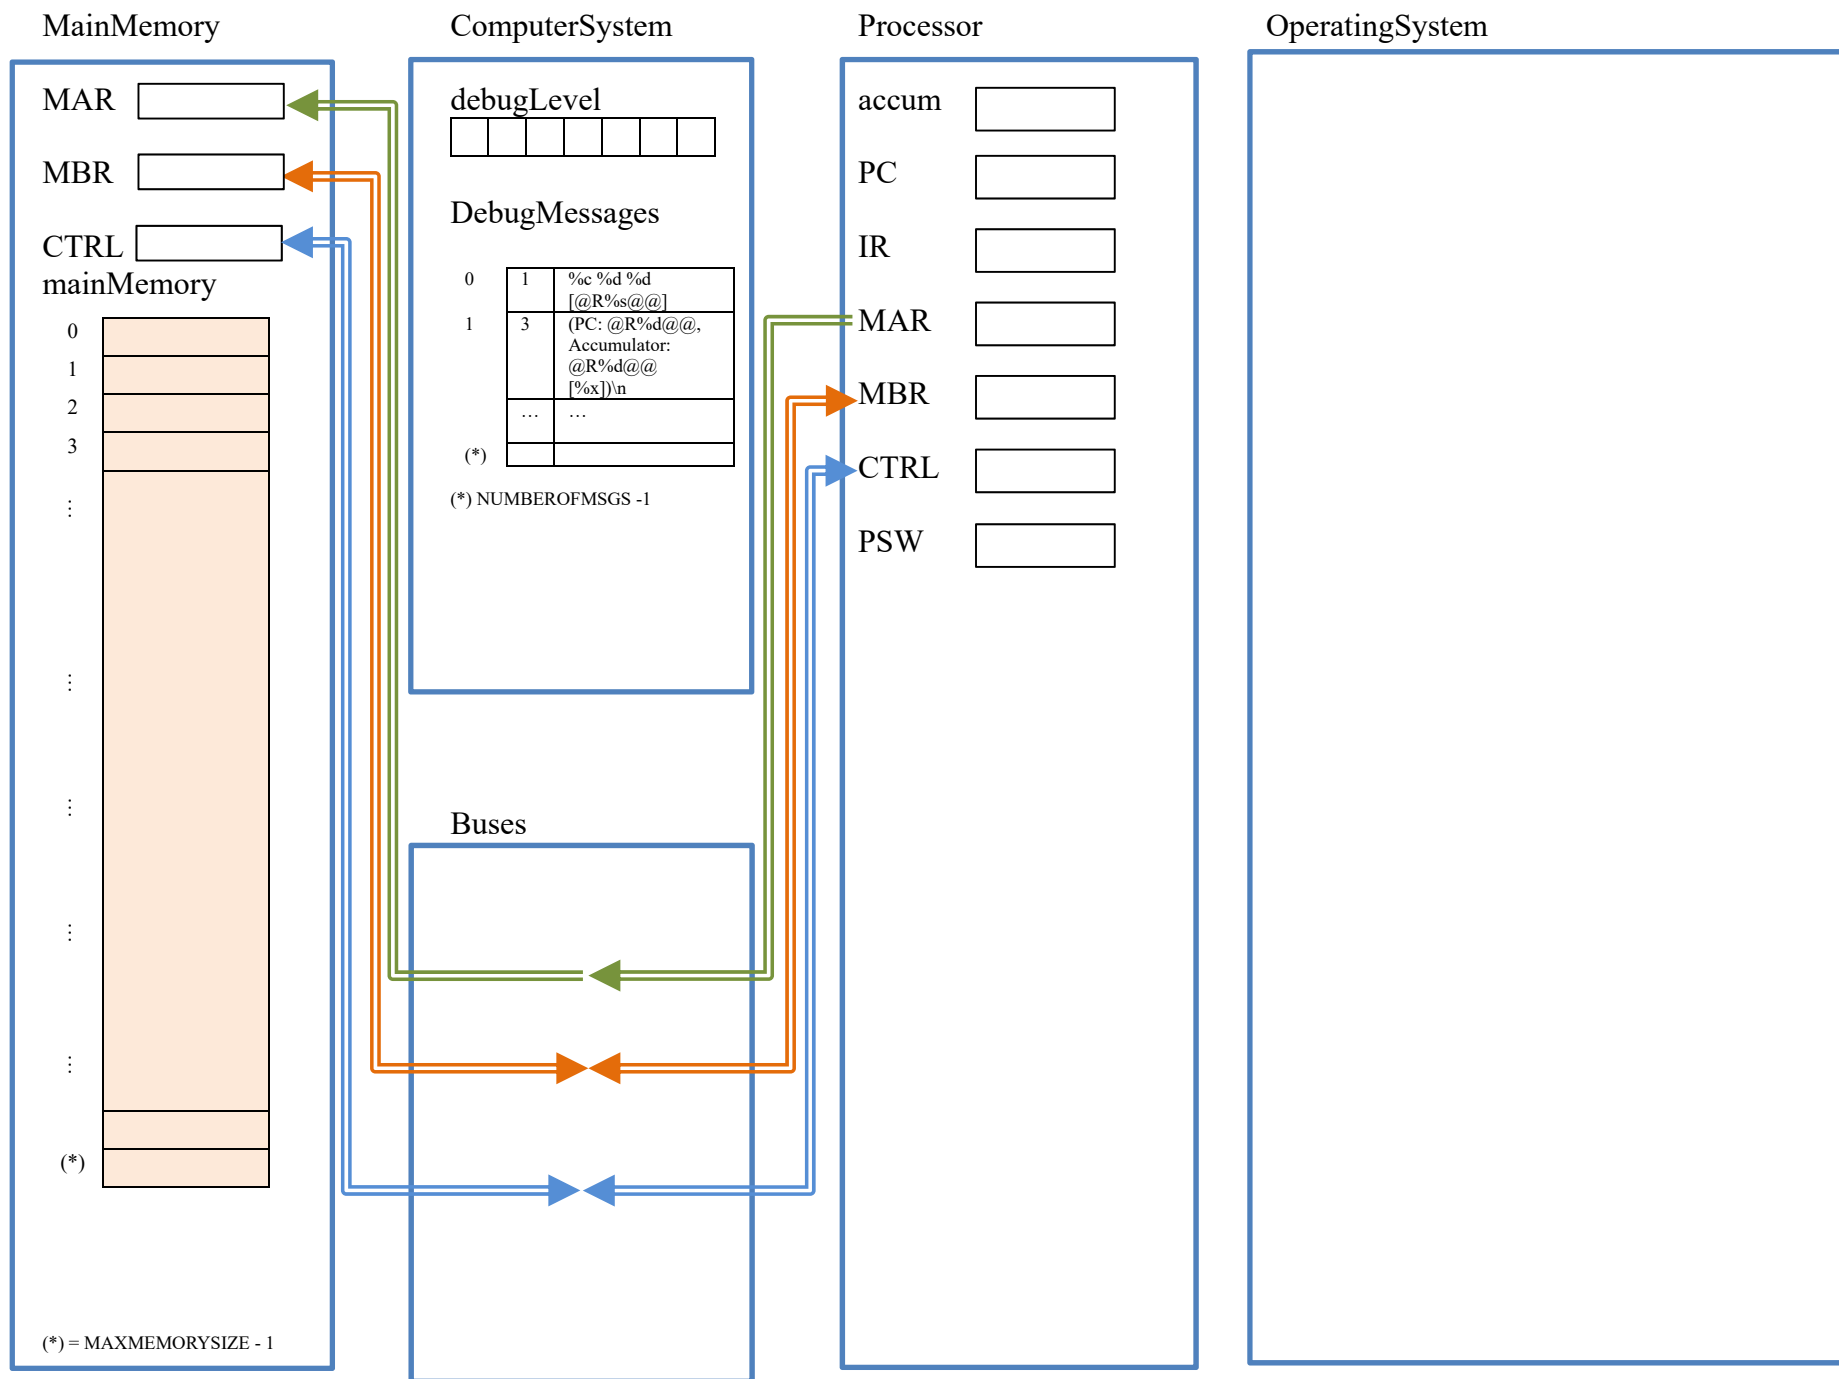 MainMemory
MAR
MBR
CTRL
mainMemory
0
1
2
3
⋮
⋮
⋮
⋮
⋮
(*)
(*) = MAXMEMORYSIZE - 1
ComputerSystem
debugLevel
DebugMessages
0 1 %c %d %d
[@R%s@@]
1 3 (PC: @R%d@@,
Accumulator:
@R%d@@
[%x])\n
… …
(*)
(*) NUMBEROFMSGS -1
Buses
Processor
accum
PC
IR
MAR
MBR
CTRL
PSW
OperatingSystem